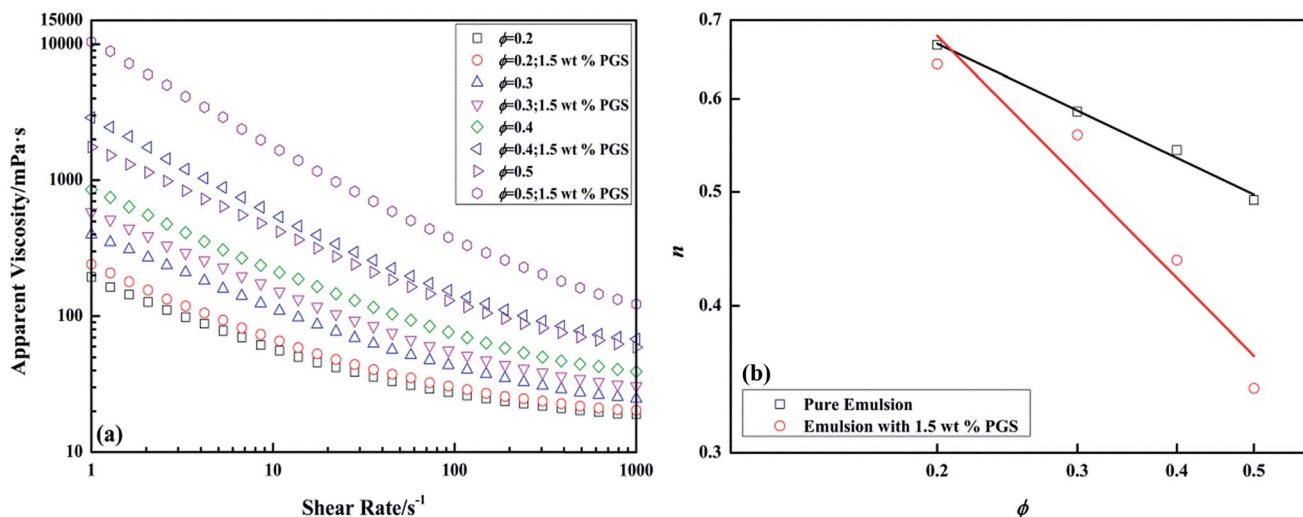 15000
10000
1000
100
10
Apparent Viscosity/mPa·s
ϕ=0.2
ϕ=0.2;1.5 wt % PGS
ϕ=0.3
ϕ=0.3;1.5 wt % PGS
ϕ=0.4
ϕ=0.4;1.5 wt % PGS
ϕ=0.5
ϕ=0.5;1.5 wt % PGS
(a)
1 10 100 1000
Shear Rate/s⁻¹
0.7
0.6
0.5
0.4
0.3
n
(b)
Pure Emulsion
Emulsion with 1.5 wt % PGS
0.2 0.3 0.4 0.5
ϕ